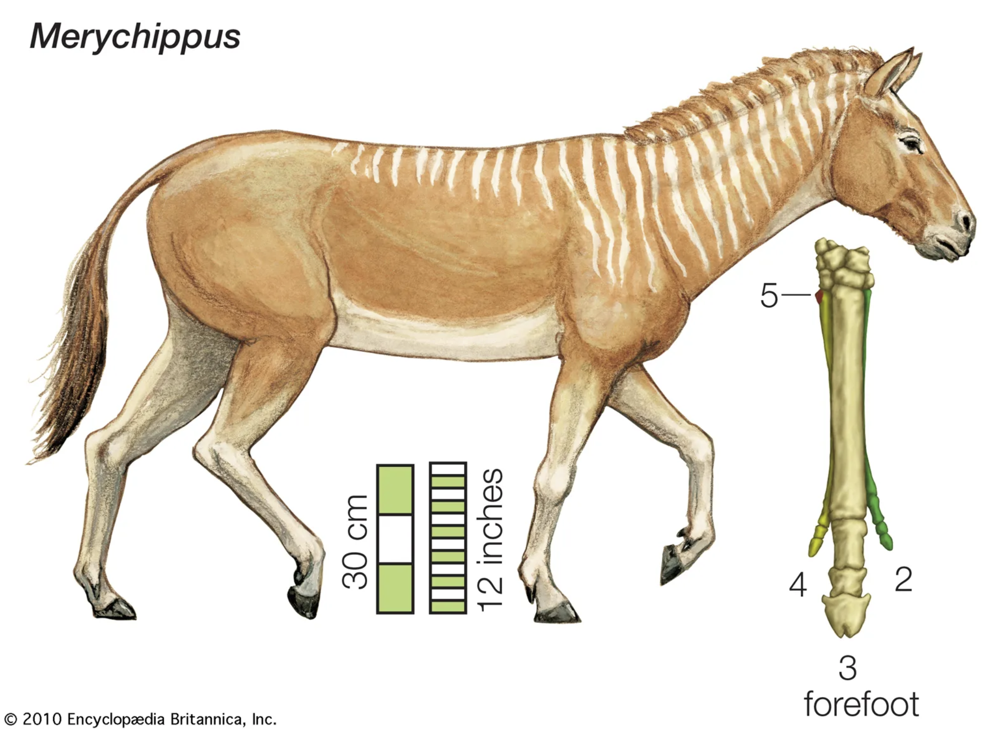 Merychippus
5
30 cm
12 inches
4
2
3
forefoot
© 2010 Encyclopædia Britannica, Inc.